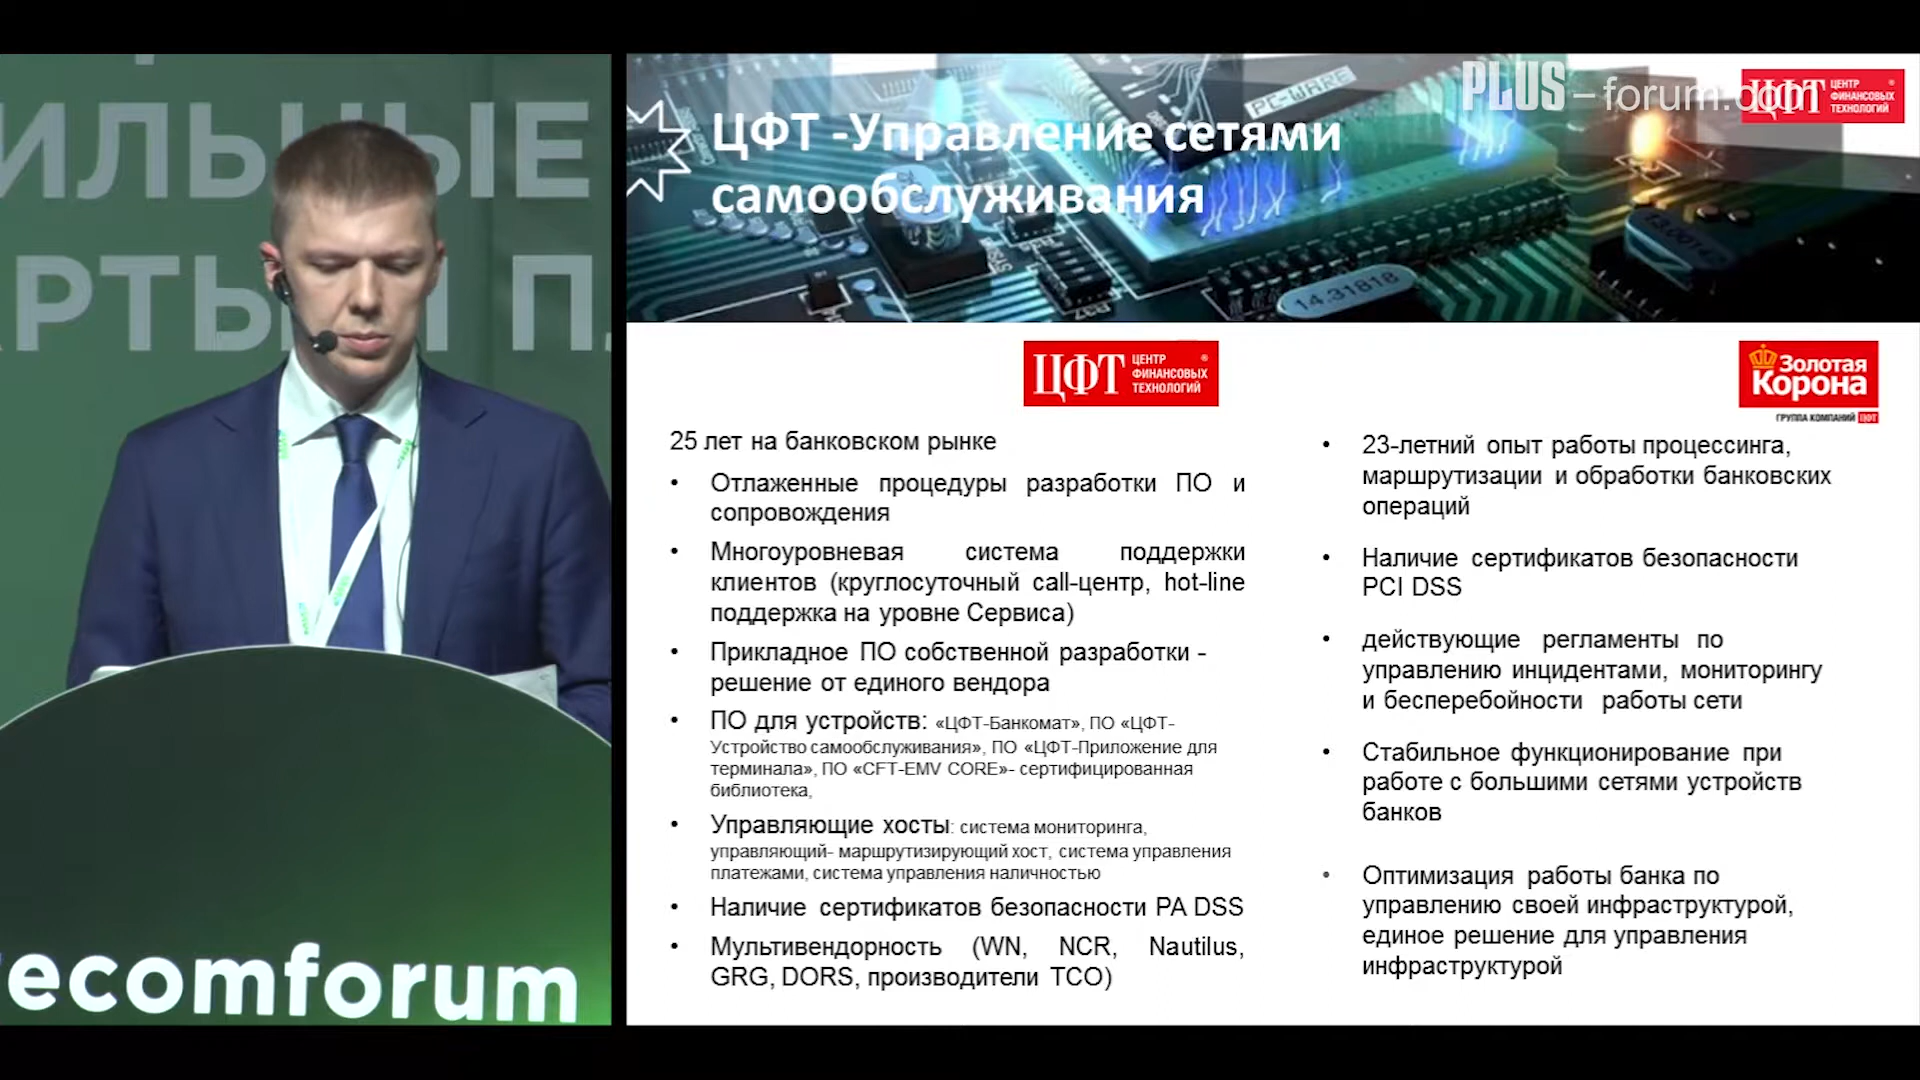 ИЛЬНЫЕ
АРТЫ И П
ecomforum
PLUS – forum.com
ЦФТ ЦЕНТР
ФИНАНСОВЫХ
ТЕХНОЛОГИЙ
PC-WARE
ЦФТ -Управление сетями
самообслуживания
14.31818
ЦФТ ЦЕНТР
ФИНАНСОВЫХ
ТЕХНОЛОГИЙ
25 лет на банковском рынке
• Отлаженные процедуры разработки ПО и
сопровождения
• Многоуровневая система поддержки
клиентов (круглосуточный call-центр, hot-line
поддержка на уровне Сервиса)
• Прикладное ПО собственной разработки -
решение от единого вендора
• ПО для устройств: «ЦФТ-Банкомат», ПО «ЦФТ-
Устройство самообслуживания», ПО «ЦФТ-Приложение для
терминала», ПО «CFT-EMV CORE»- сертифицированная
библиотека,
• Управляющие хосты: система мониторинга,
управляющий- маршрутизирующий хост, система управления
платежами, система управления наличностью
• Наличие сертификатов безопасности PA DSS
• Мультивендорность (WN, NCR, Nautilus,
GRG, DORS, производители ТСО)
Золотая
Корона
ГРУППА КОМПАНИЙ ЦФТ
• 23-летний опыт работы процессинга,
маршрутизации и обработки банковских
операций
• Наличие сертификатов безопасности
PCI DSS
• действующие регламенты по
управлению инцидентами, мониторингу
и бесперебойности работы сети
• Стабильное функционирование при
работе с большими сетями устройств
банков
• Оптимизация работы банка по
управлению своей инфраструктурой,
единое решение для управления
инфраструктурой